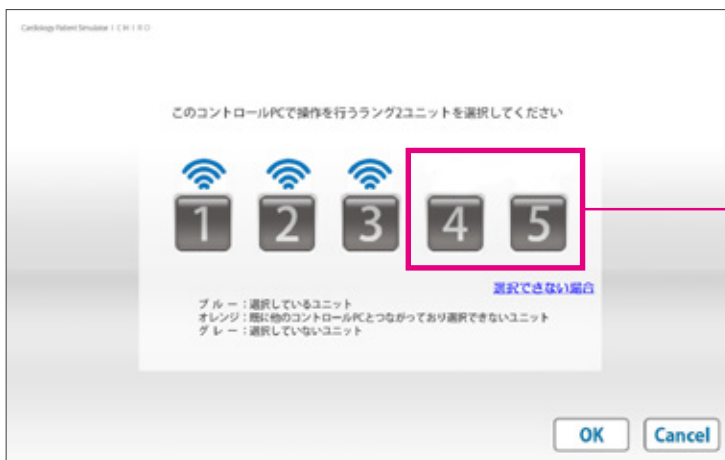 Cardiology Patient Simulator I C H I R O
このコントロールPCで操作を行うラング2ユニットを選択してください
1 2 3 4 5
選択できない場合
ブ ル ー ：選択しているユニット
オレンジ：既に他のコントロールPCとつながっており選択できないユニット
グ レ ー ：選択していないユニット
OK Cancel